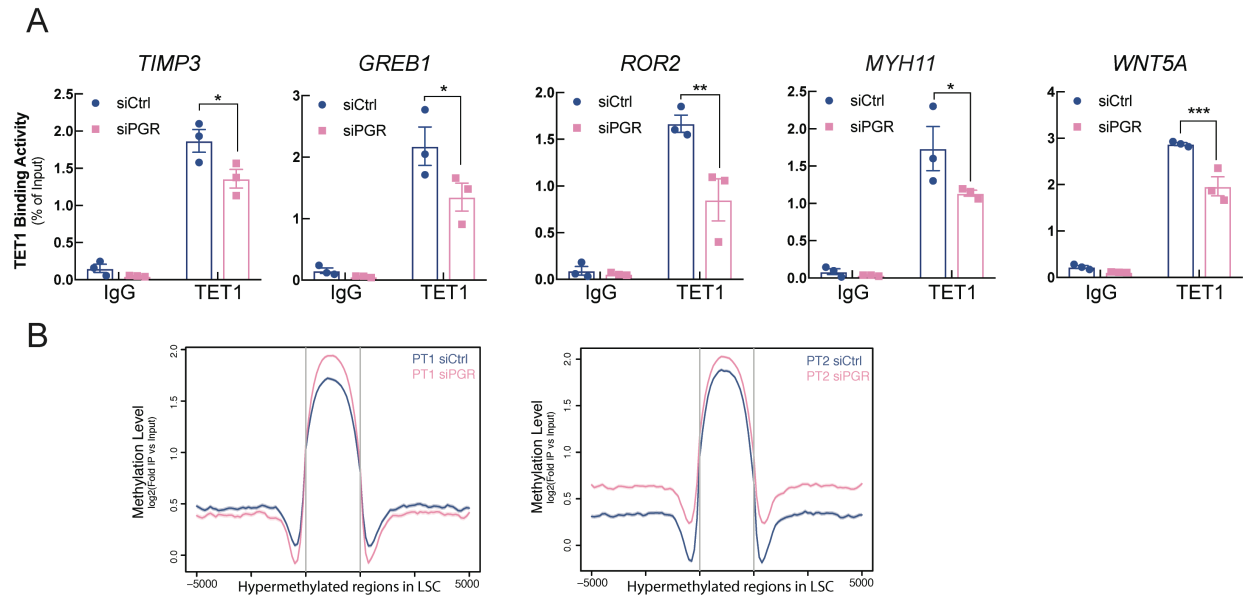 A
TIMP3
siCtrl
siPGR
*
TET1 Binding Activity
(% of Input)
2.5
2.0
1.5
1.0
0.5
0.0
IgG
TET1
GREB1
siCtrl
siPGR
*
3
2
1
0
IgG
TET1
ROR2
siCtrl
siPGR
**
2.0
1.5
1.0
0.5
0.0
IgG
TET1
MYH11
siCtrl
siPGR
*
2.5
2.0
1.5
1.0
0.5
0.0
IgG
TET1
WNT5A
siCtrl
siPGR
***
4
3
2
1
0
IgG
TET1
B
PT1 siCtrl
PT1 siPGR
Methylation Level
log2(Fold IP vs Input)
2.0
1.5
1.0
0.5
0.0
−5000
Hypermethylated regions in LSC
5000
PT2 siCtrl
PT2 siPGR
Methylation Level
log2(Fold IP vs Input)
2.0
1.5
1.0
0.5
0.0
−5000
Hypermethylated regions in LSC
5000